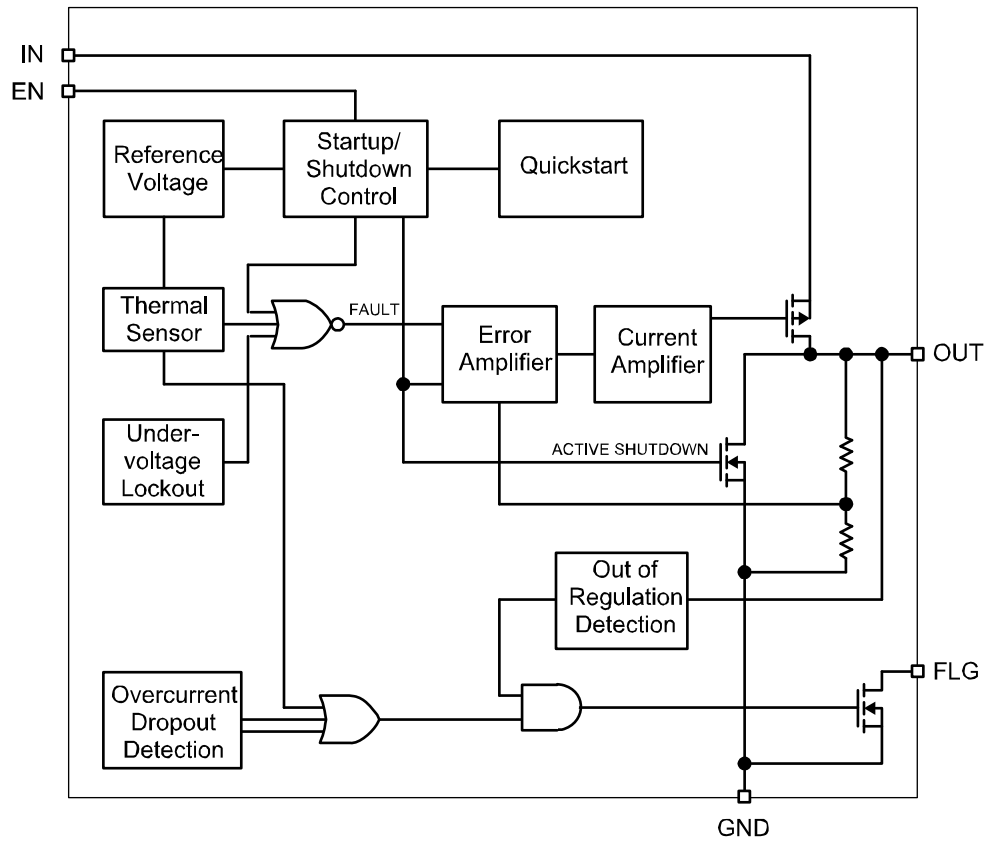 IN
EN
Reference
Voltage
Startup/
Shutdown
Control
Quickstart
Thermal
Sensor
FAULT
Error
Amplifier
Current
Amplifier
OUT
Under-
voltage
Lockout
ACTIVE SHUTDOWN
Out of
Regulation
Detection
FLG
Overcurrent
Dropout
Detection
GND